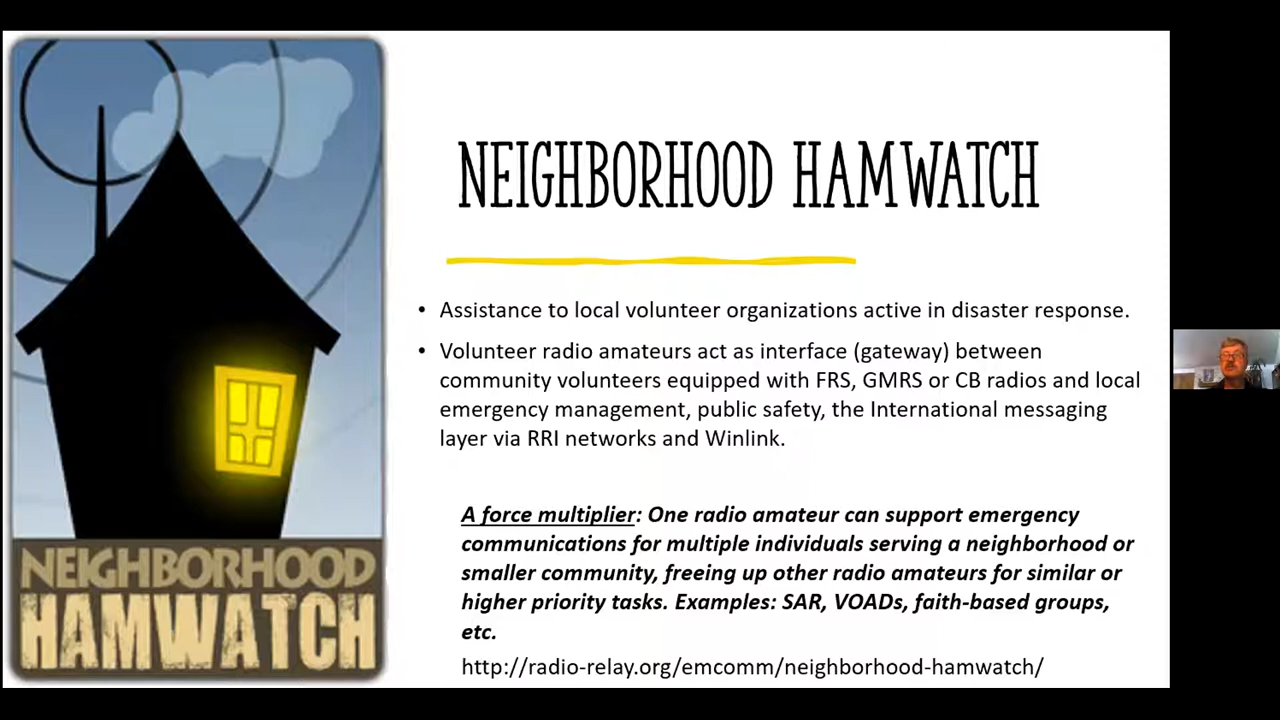 NEIGHBORHOOD HAMWATCH
• Assistance to local volunteer organizations active in disaster response.
• Volunteer radio amateurs act as interface (gateway) between
community volunteers equipped with FRS, GMRS or CB radios and local
emergency management, public safety, the International messaging
layer via RRI networks and Winlink.
A force multiplier: One radio amateur can support emergency
communications for multiple individuals serving a neighborhood or
smaller community, freeing up other radio amateurs for similar or
higher priority tasks. Examples: SAR, VOADs, faith-based groups,
etc.
http://radio-relay.org/emcomm/neighborhood-hamwatch/
NEIGHBORHOOD
HAMWATCH